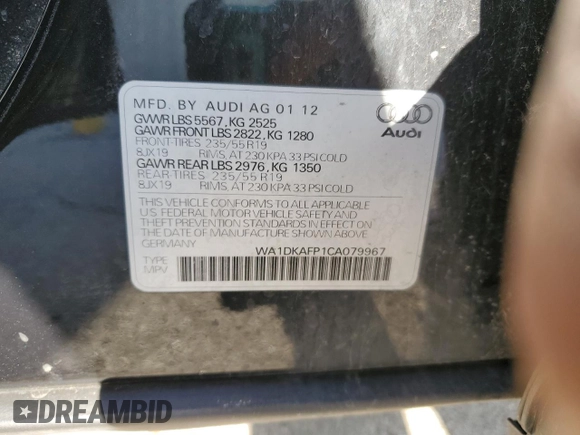 MFD. BY AUDI AG 01 12
GVWR LBS 5567, KG 2525
GAWR FRONT LBS 2822, KG 1280
FRONT-TIRES 235/55 R19
8JX19 RIMS, AT 230 KPA 33 PSI COLD
GAWR REAR LBS 2976, KG 1350
REAR-TIRES 235/55 R19
8JX19 RIMS, AT 230 KPA 33 PSI COLD
Audi
THIS VEHICLE CONFORMS TO ALL APPLICABLE
U.S. FEDERAL MOTOR VEHICLE SAFETY AND
THEFT PREVENTION STANDARDS IN EFFECT ON
THE DATE OF MANUFACTURE SHOWN ABOVE.
GERMANY
WA1DKAFP1CA079967
TYPE
MPV
DREAMBID